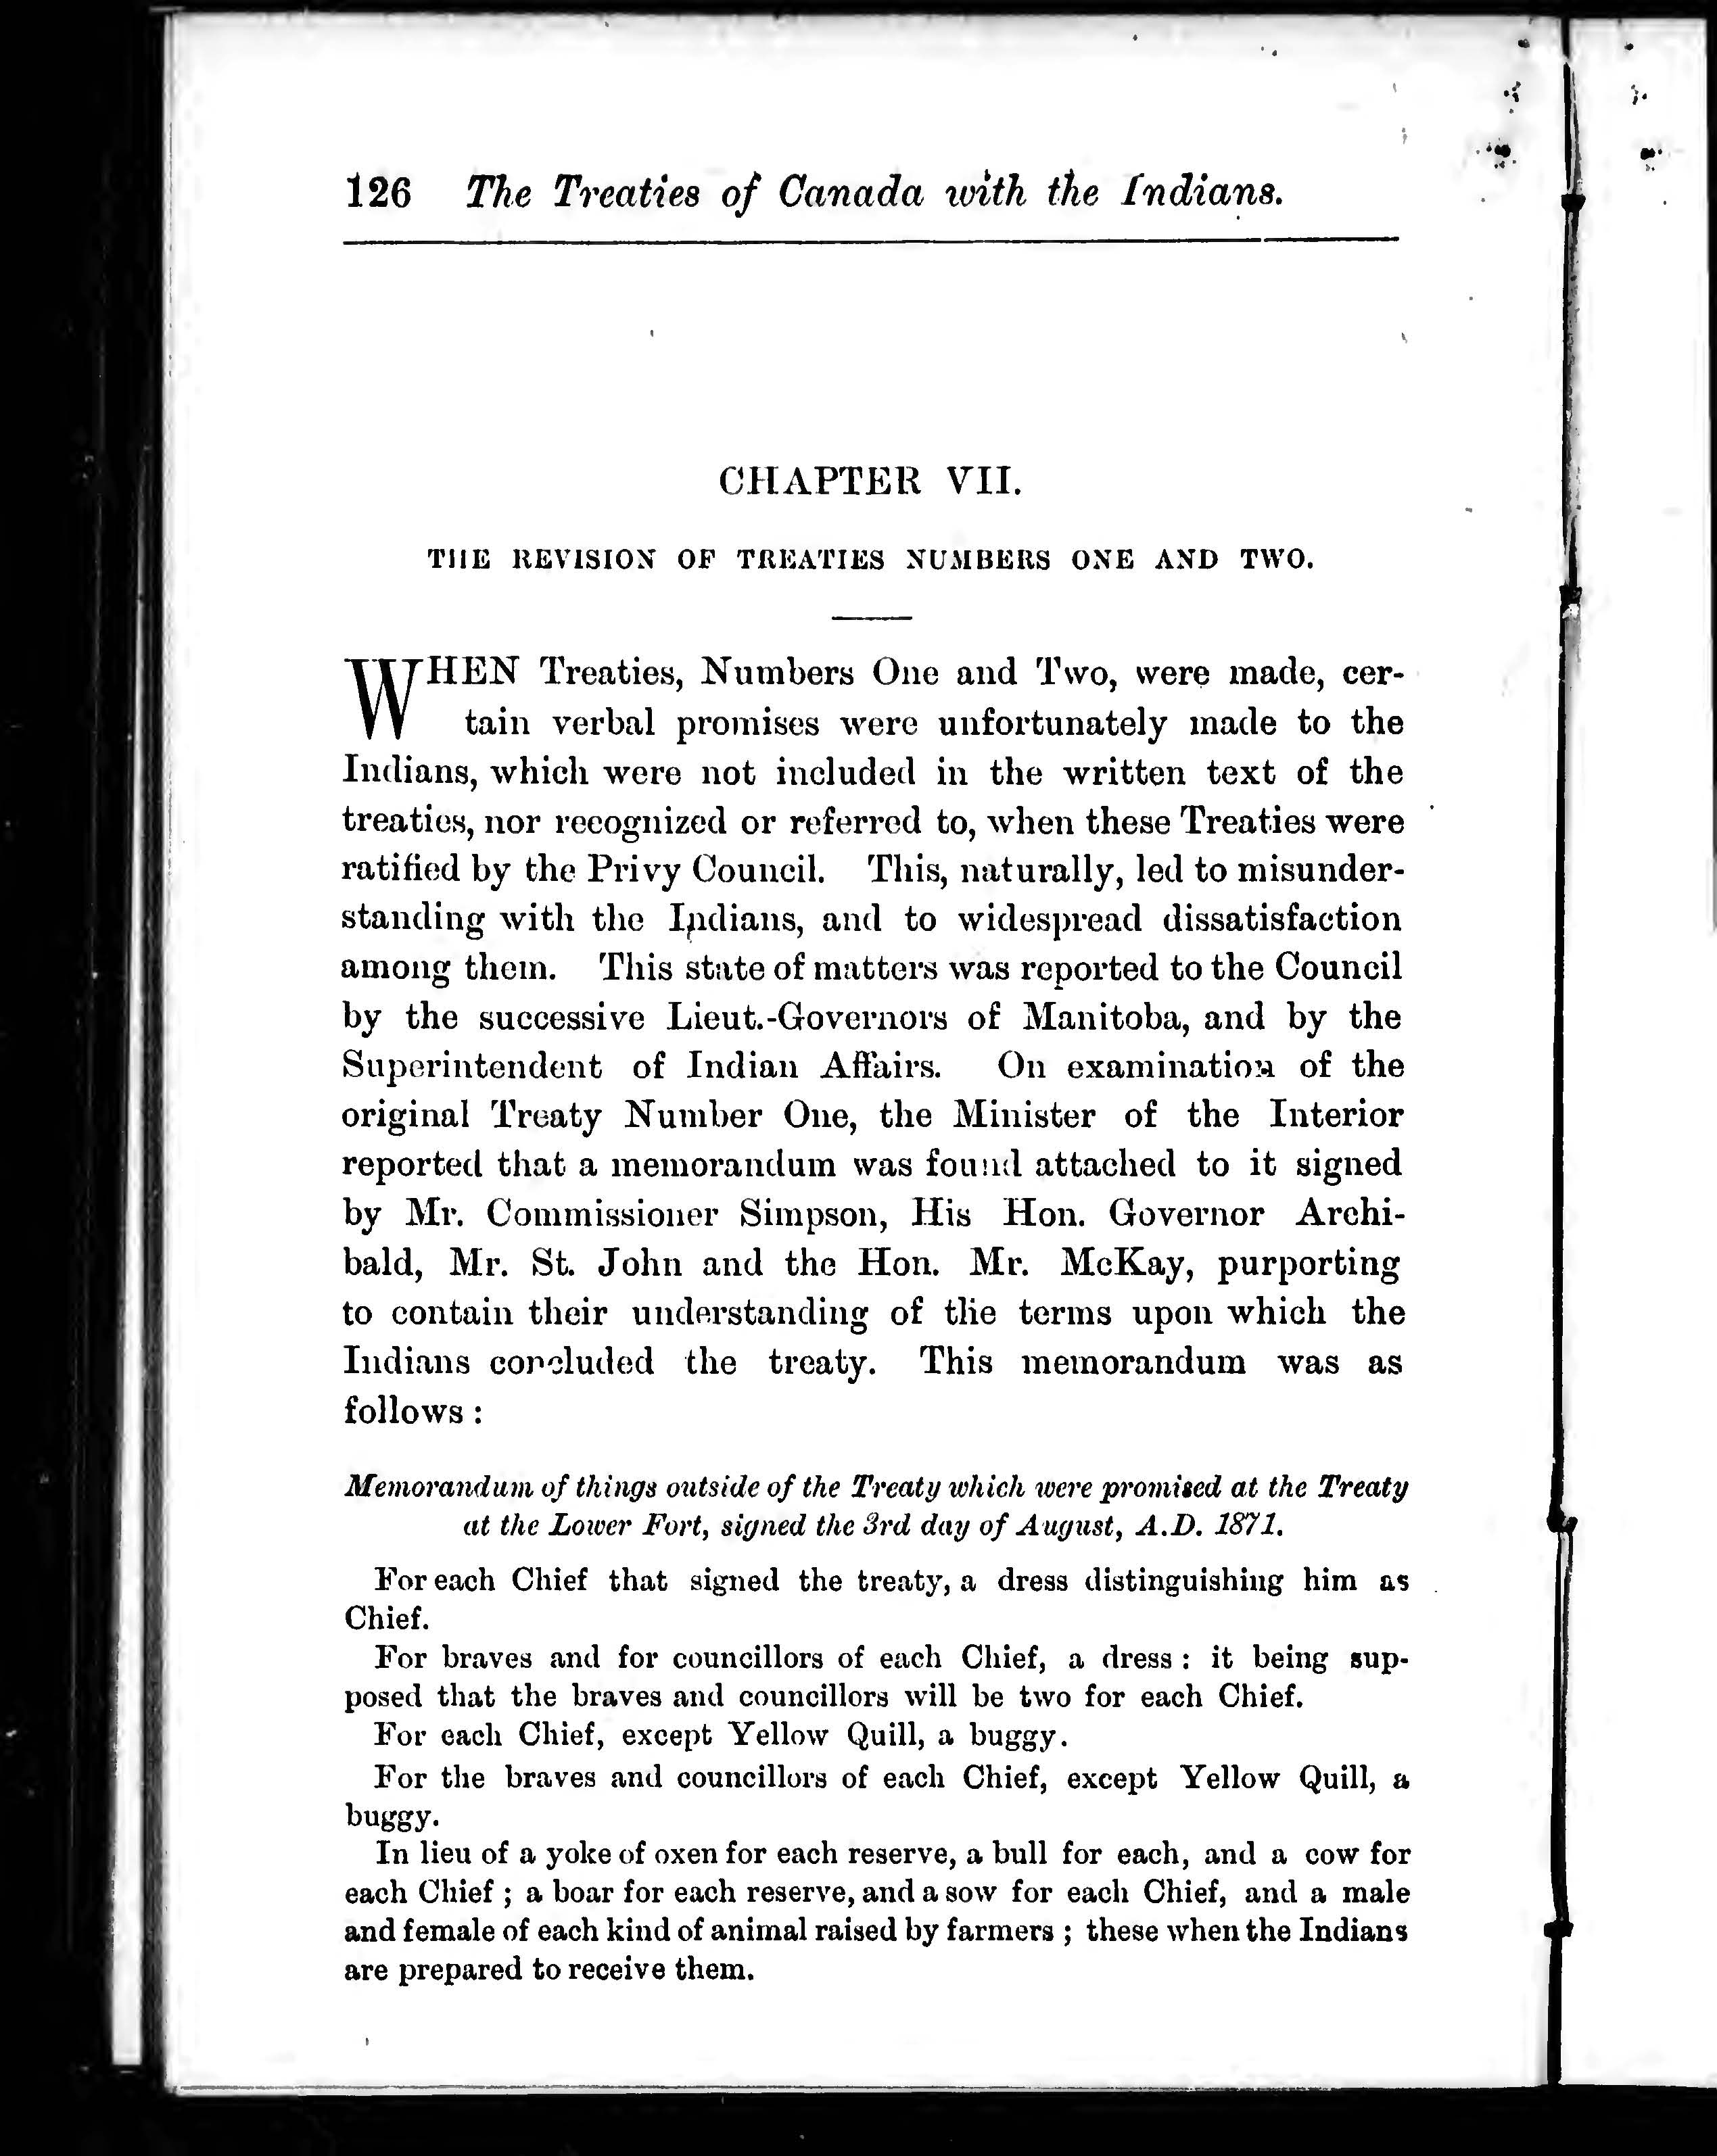 126 The Treaties of Canada with the Indians.
CHAPTER VII.
THE REVISION OF TREATIES NUMBERS ONE AND TWO.
WHEN Treaties, Numbers One and Two, were made, cer-
tain verbal promises were unfortunately made to the
Indians, which were not included in the written text of the
treaties, nor recognized or referred to, when these Treaties were
ratified by the Privy Council. This, naturally, led to misunder-
standing with the Indians, and to widespread dissatisfaction
among them. This state of matters was reported to the Council
by the successive Lieut.-Governors of Manitoba, and by the
Superintendent of Indian Affairs. On examination of the
original Treaty Number One, the Minister of the Interior
reported that a memorandum was found attached to it signed
by Mr. Commissioner Simpson, His Hon. Governor Archi-
bald, Mr. St. John and the Hon. Mr. McKay, purporting
to contain their understanding of the terms upon which the
Indians concluded the treaty. This memorandum was as
follows :
Memorandum of things outside of the Treaty which were promised at the Treaty
at the Lower Fort, signed the 3rd day of August, A.D. 1871.
For each Chief that signed the treaty, a dress distinguishing him as
Chief.
For braves and for councillors of each Chief, a dress : it being sup-
posed that the braves and councillors will be two for each Chief.
For each Chief, except Yellow Quill, a buggy.
For the braves and councillors of each Chief, except Yellow Quill, a
buggy.
In lieu of a yoke of oxen for each reserve, a bull for each, and a cow for
each Chief ; a boar for each reserve, and a sow for each Chief, and a male
and female of each kind of animal raised by farmers ; these when the Indians
are prepared to receive them.